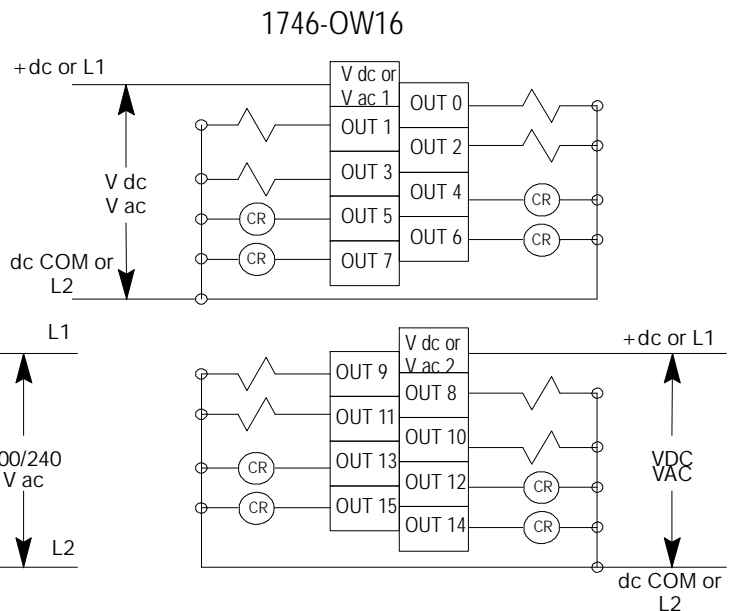 1746-OW16
+dc or L1
V dc or
V ac 1
OUT 0
OUT 1
OUT 2
OUT 3
OUT 4
V dc
V ac
CR
OUT 5
CR
OUT 6
CR
CR
OUT 7
dc COM or
L2
L1
V dc or
V ac 2
+dc or L1
OUT 9
OUT 8
OUT 11
OUT 10
00/240
V ac
CR
OUT 13
VDC
VAC
OUT 12
CR
CR
OUT 15
OUT 14
CR
L2
dc COM or
L2